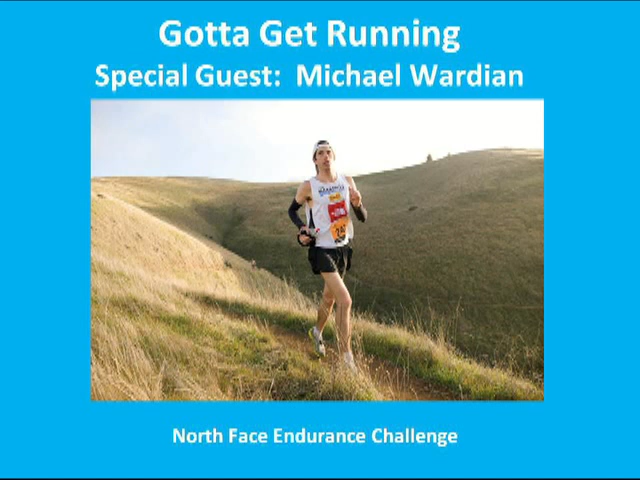 Gotta Get Running
Special Guest:  Michael Wardian
North Face Endurance Challenge